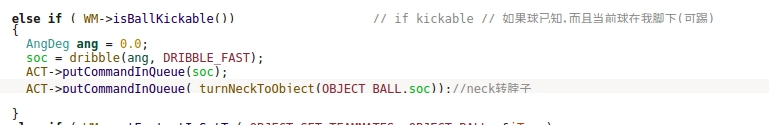 else if ( WM->isBallKickable()) // if kickable // 如果球已知,而且当前球在我脚下(可踢)
{
AngDeg ang = 0.0;
soc = dribble(ang, DRIBBLE_FAST);
ACT->putCommandInQueue(soc);
ACT->putCommandInQueue( turnNeckToObject(OBJECT_BALL,soc));//neck转脖子
}